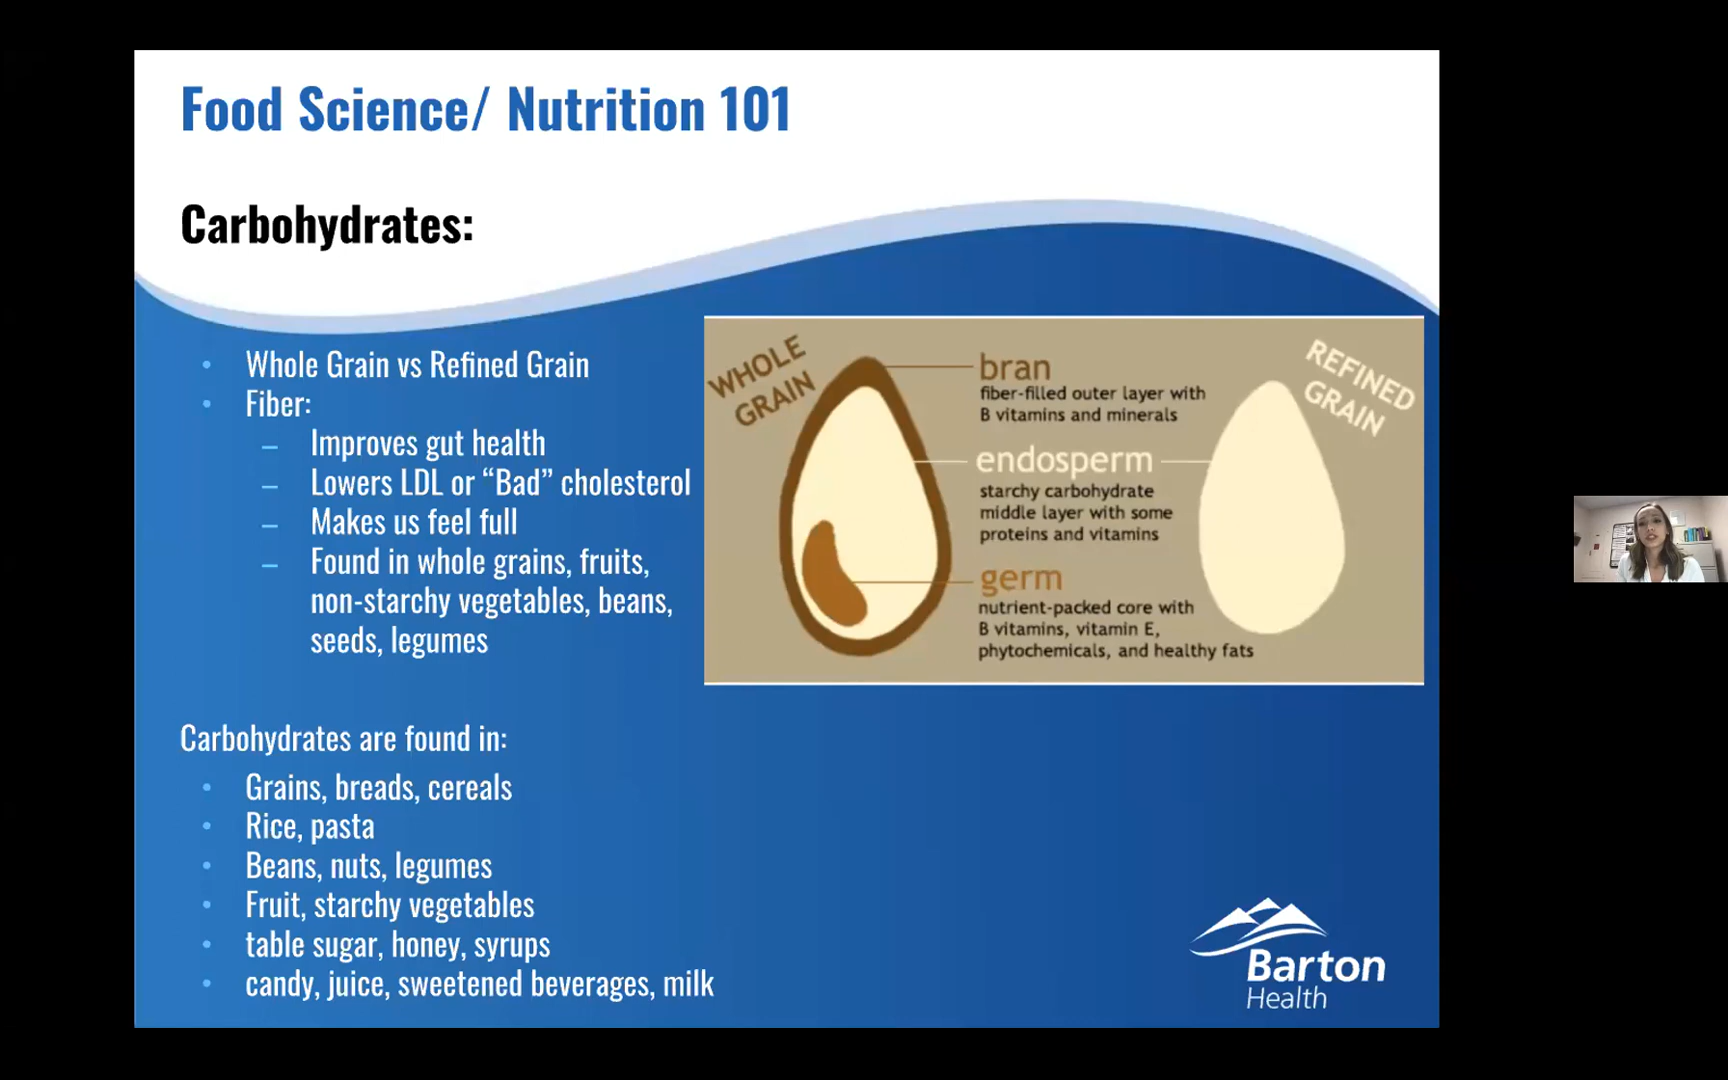 Food Science/ Nutrition 101
Carbohydrates:
Whole Grain vs Refined Grain
Fiber:
Improves gut health
Lowers LDL or “Bad” cholesterol
Makes us feel full
Found in whole grains, fruits,
non-starchy vegetables, beans,
seeds, legumes
Carbohydrates are found in:
Grains, breads, cereals
Rice, pasta
Beans, nuts, legumes
Fruit, starchy vegetables
table sugar, honey, syrups
candy, juice, sweetened beverages, milk
WHOLE
GRAIN
bran
fiber-filled outer layer with
B vitamins and minerals
endosperm
starchy carbohydrate
middle layer with some
proteins and vitamins
germ
nutrient-packed core with
B vitamins, vitamin E,
phytochemicals, and healthy fats
REFINED
GRAIN
Barton
Health